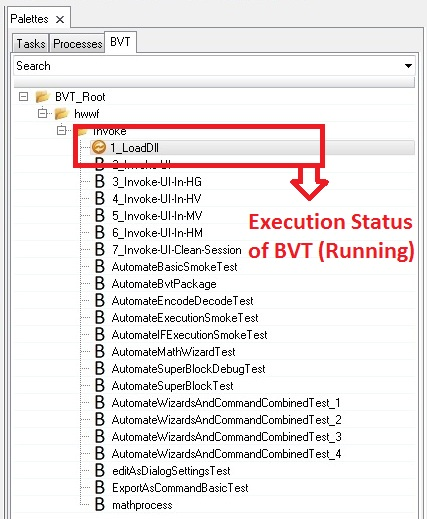 Palettes
Tasks Processes BVT
Search
BVT_Root
hwwf
Invoke
1_LoadDll
B 2_Invoke-UI
B 3_Invoke-UI-In-HG
B 4_Invoke-UI-In-HV
B 5_Invoke-UI-In-MV
B 6_Invoke-UI-In-HM
B 7_Invoke-UI-Clean-Session
B AutomateBasicSmokeTest
B AutomateBvtPackage
B AutomateEncodeDecodeTest
B AutomateExecutionSmokeTest
B AutomateIFExecutionSmokeTest
B AutomateMathWizardTest
B AutomateSuperBlockDebugTest
B AutomateSuperBlockTest
B AutomateWizardsAndCommandCombinedTest_1
B AutomateWizardsAndCommandCombinedTest_2
B AutomateWizardsAndCommandCombinedTest_3
B AutomateWizardsAndCommandCombinedTest_4
B editAsDialogSettingsTest
B ExportAsCommandBasicTest
B mathprocess
Execution Status
of BVT (Running)